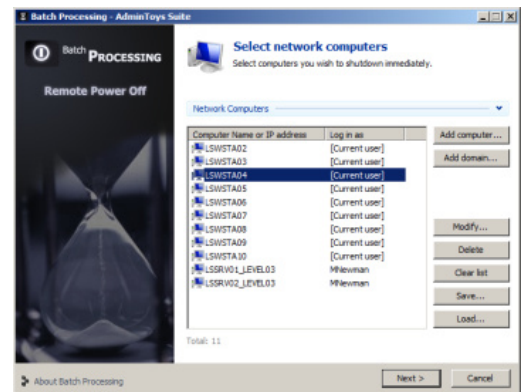 Batch Processing - AdminToys Suite
Batch PROCESSING
Remote Power Off
Select network computers
Select computers you wish to shutdown immediately.
Network Computers
Computer Name or IP address Log in as
LSWSTA02 [Current user]
LSWSTA03 [Current user]
LSWSTA04 [Current user]
LSWSTA05 [Current user]
LSWSTA06 [Current user]
LSWSTA07 [Current user]
LSWSTA08 [Current user]
LSWSTA09 [Current user]
LSWSTA10 [Current user]
LSSRV01_LEVEL03 MNewman
LSSRV02_LEVEL03 MNewman
Add computer...
Add domain...
Modify...
Delete
Clear list
Save...
Load...
Total: 11
About Batch Processing
Next >
Cancel